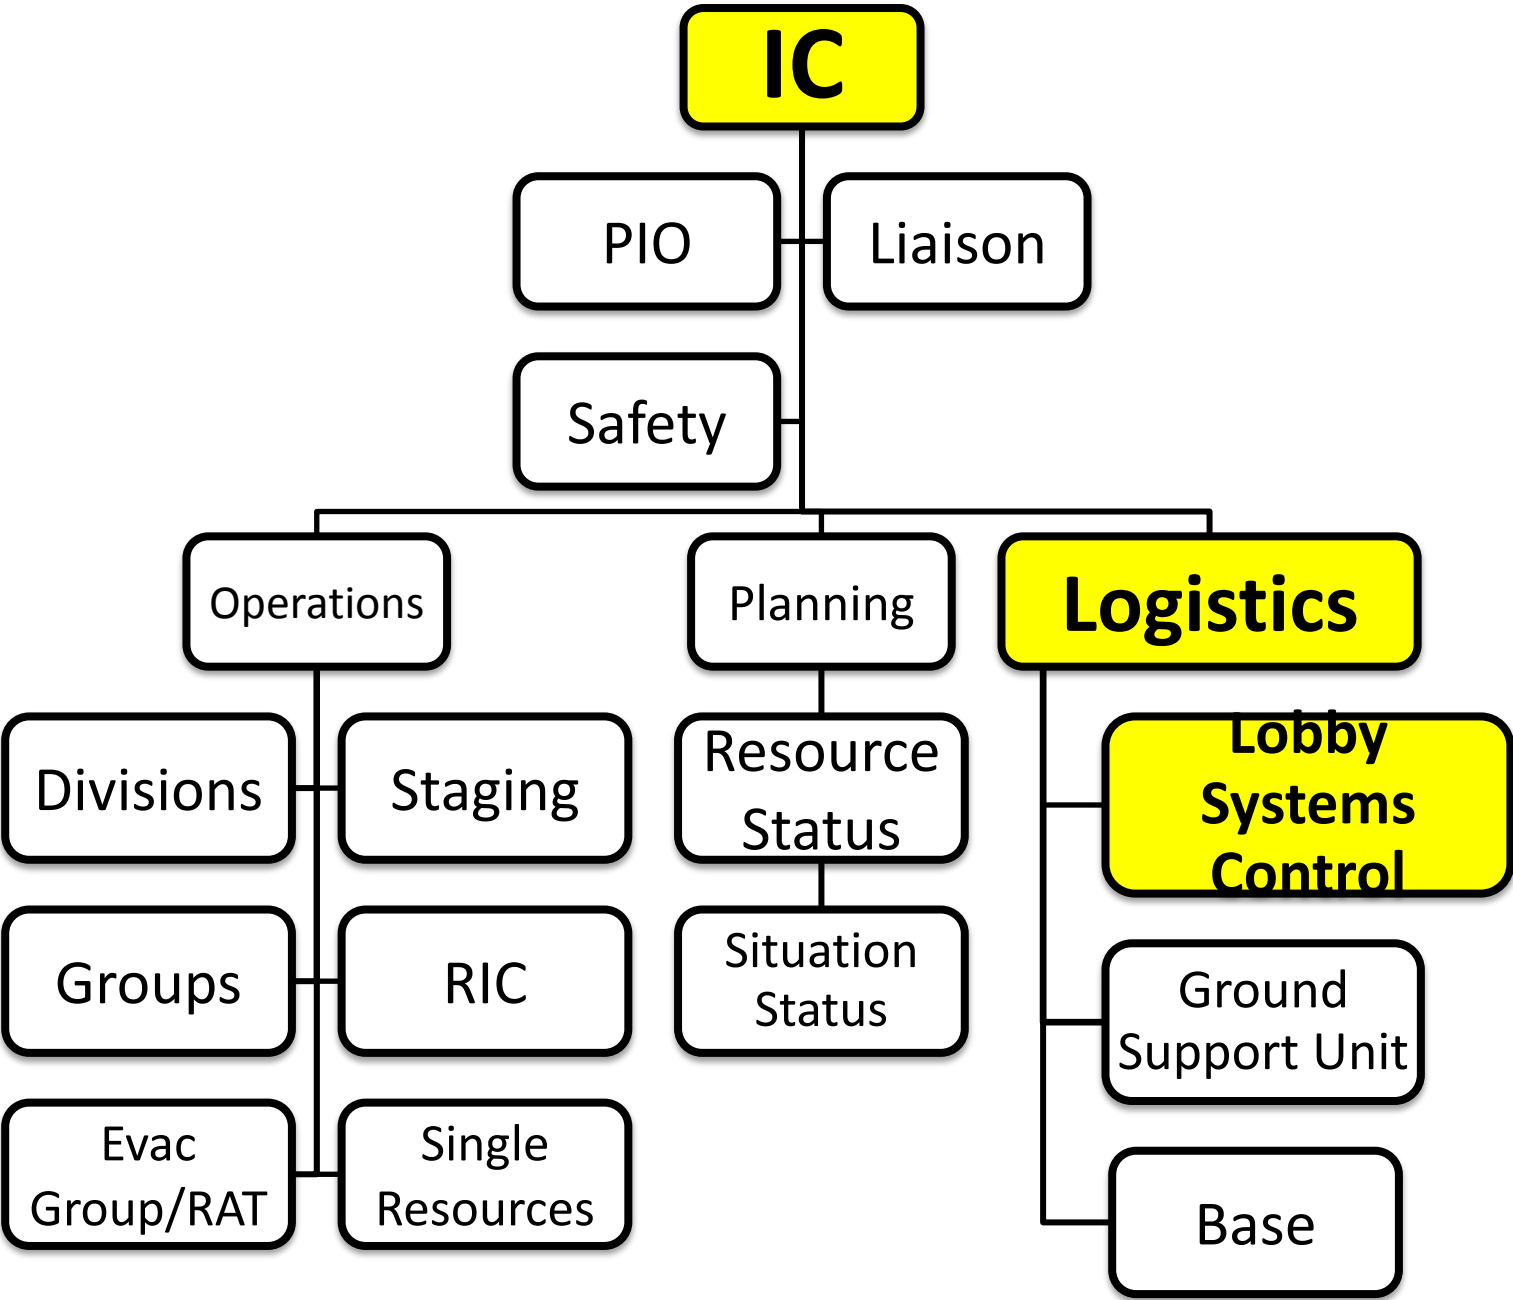 IC
PIO
Liaison
Safety
Operations
Planning
Logistics
Divisions
Staging
Resource
Status
Lobby
Systems
Control
Groups
RIC
Situation
Status
Ground
Support Unit
Evac
Group/RAT
Single
Resources
Base